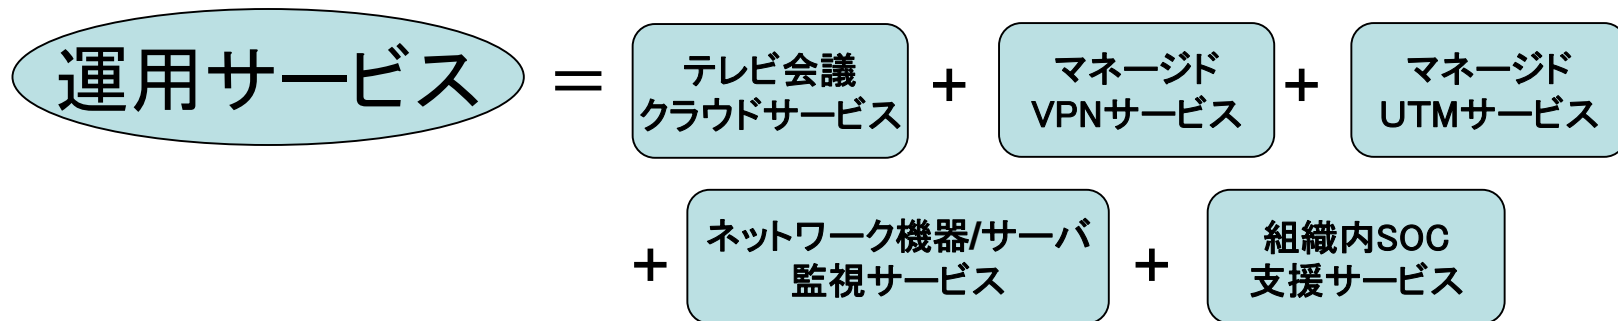 運用サービス
＝
テレビ会議
クラウドサービス
+
マネージド
VPNサービス
+
マネージド
UTMサービス
+
ネットワーク機器/サーバ
監視サービス
+
組織内SOC
支援サービス